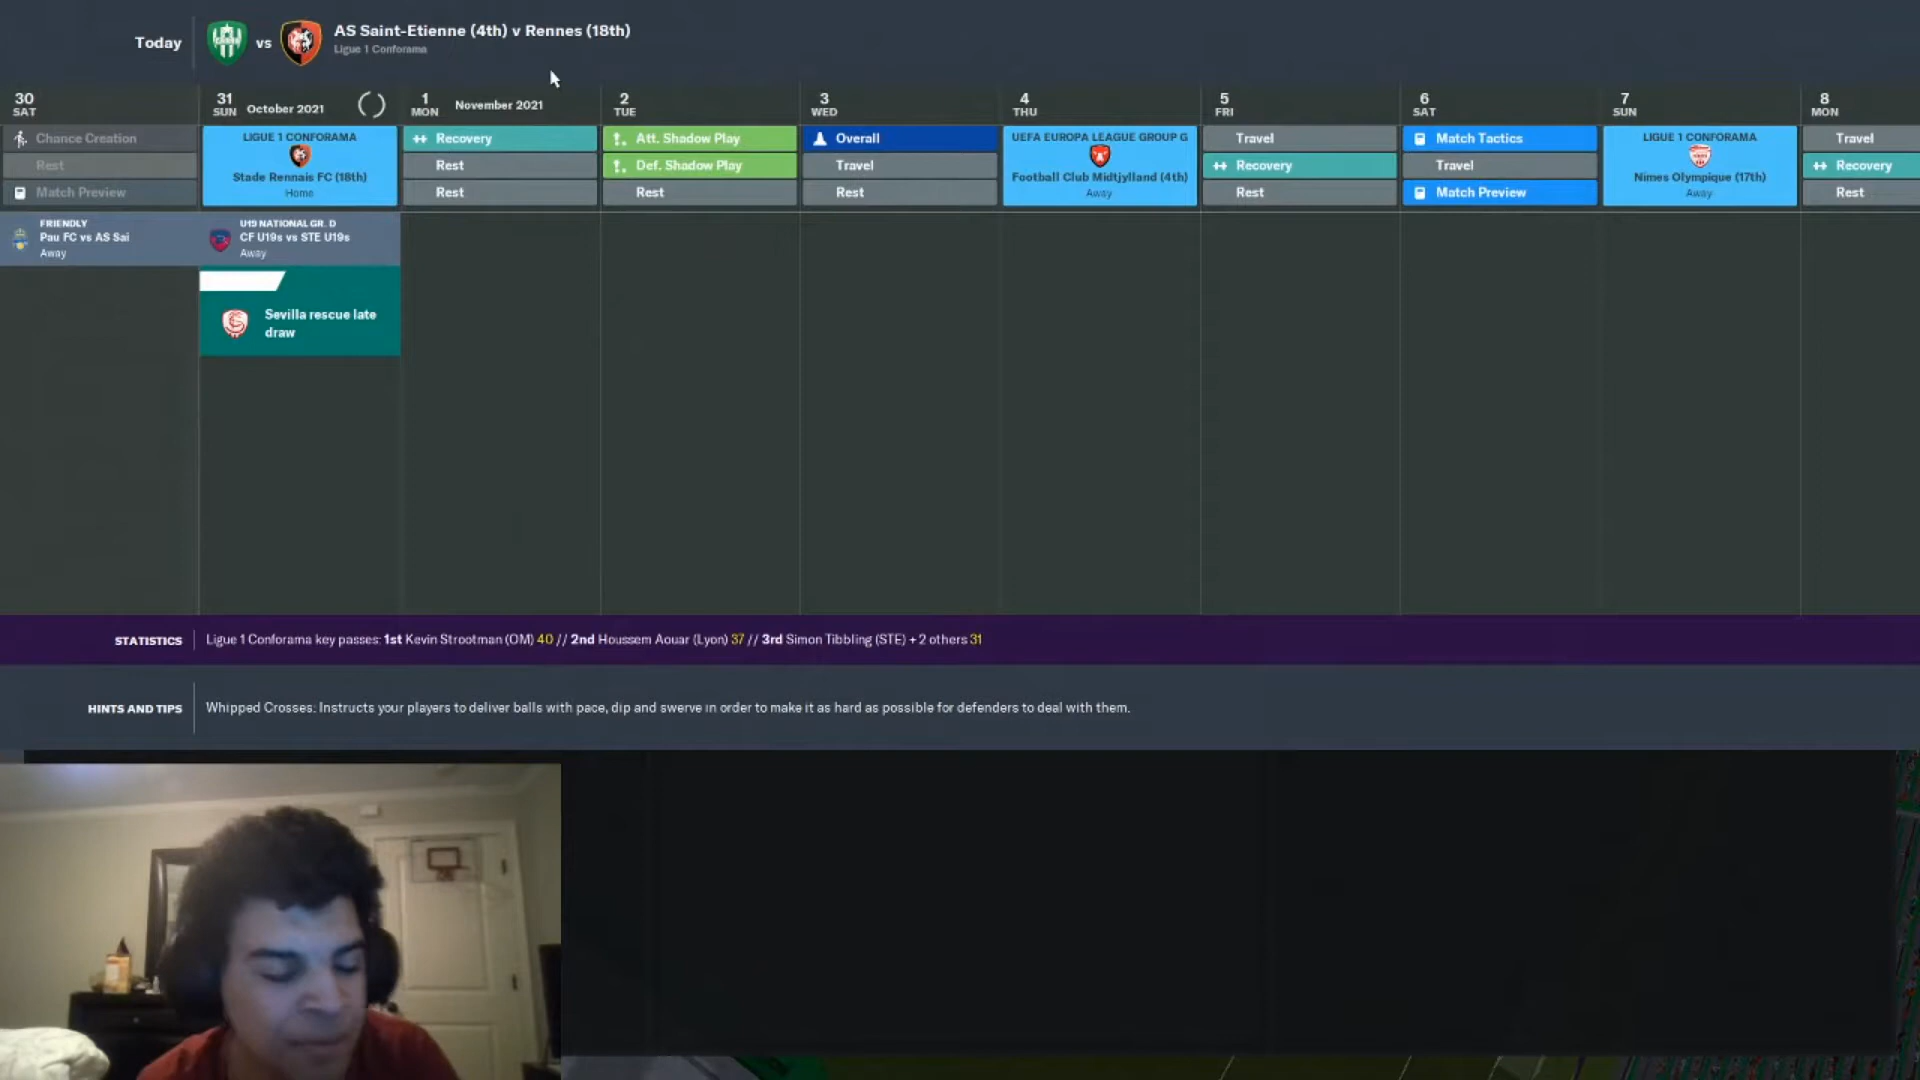 Today
vs
AS Saint-Etienne (4th) v Rennes (18th)
Ligue 1 Conforama
30
SAT
Chance Creation
Rest
Match Preview
31
SUN
October 2021
LIGUE 1 CONFORAMA
Stade Rennais FC (18th)
Home
1
MON
November 2021
Recovery
Rest
Rest
2
TUE
Att. Shadow Play
Def. Shadow Play
Rest
3
WED
Overall
Travel
Rest
4
THU
UEFA EUROPA LEAGUE GROUP G
Football Club Midtjylland (4th)
Away
5
FRI
Travel
Recovery
Rest
6
SAT
Match Tactics
Travel
Match Preview
7
SUN
LIGUE 1 CONFORAMA
Nimes Olympique (17th)
Away
8
MON
Travel
Recovery
Rest
FRIENDLY
Pau FC vs AS Sai
Away
U19 NATIONAL GR. D
CF U19s vs STE U19s
Away
Sevilla rescue late
draw
STATISTICS
Ligue 1 Conforama key passes: 1st Kevin Strootman (OM) 40 // 2nd Houssem Aouar (Lyon) 37 // 3rd Simon Tibbling (STE) + 2 others 31
HINTS AND TIPS
Whipped Crosses: Instructs your players to deliver balls with pace, dip and swerve in order to make it as hard as possible for defenders to deal with them.